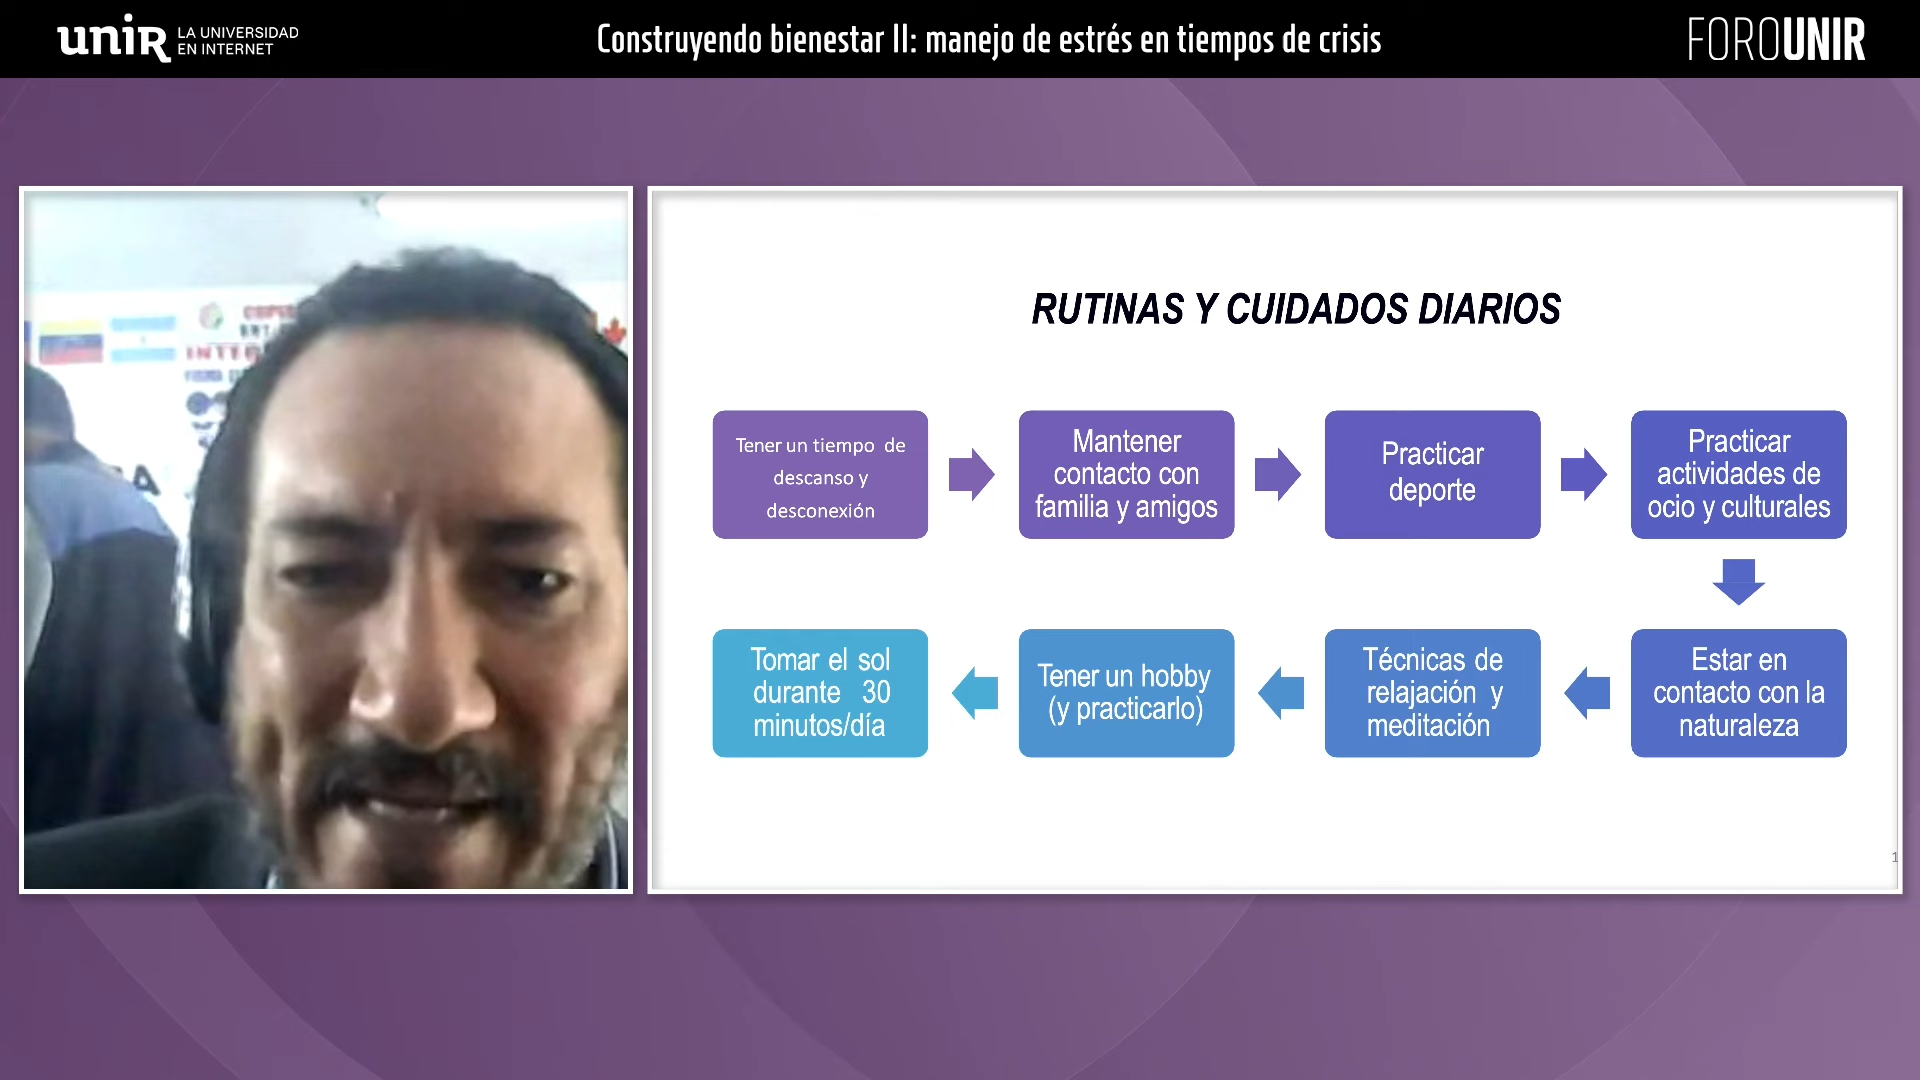 unir LA UNIVERSIDAD
EN INTERNET
Construyendo bienestar II: manejo de estrés en tiempos de crisis
FOROUNIR
RUTINAS Y CUIDADOS DIARIOS
Tener un tiempo de
descanso y
desconexión
Mantener
contacto con
familia y amigos
Practicar
deporte
Practicar
actividades de
ocio y culturales
Tomar el sol
durante 30
minutos/día
Tener un hobby
(y practicarlo)
Técnicas de
relajación y
meditación
Estar en
contacto con la
naturaleza
1